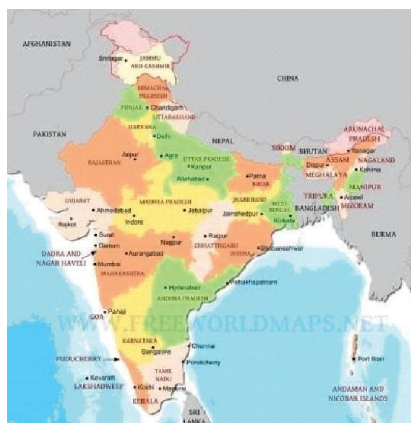 AFGHANISTAN
Srinagar
JAMMU
AND KASHMIR
CHINA
HIMACHAL
PRADESH
PUNJAB
Chandigarh
UTTARAKHAND
HARYANA
PAKISTAN
Delhi
NEPAL
SIKKIM
BHUTAN
ARUNACHAL
PRADESH
Itanagar
RAJASTHAN
Jaipur
Agra
UTTAR PRADESH
Kanpur
Allahabad
Patna
BIHAR
Dispur
ASSAM
NAGALAND
MEGHALAYA
Kohima
MANIPUR
GUJARAT
Ahmedabad
Rajkot
MADHYA PRADESH
Indore
Jabalpur
JHARKHAND
Jamshedpur
WEST
BENGAL
Kolkata
BANGLADESH
TRIPURA
Aizawl
MIZORAM
BURMA
Surat
Daman
DADRA AND
NAGAR HAVELI
Mumbai
Aurangabad
Nagpur
Raipur
CHHATTISGARH
ODISHA
Bhubaneshwar
MAHARASHTRA
Hyderabad
ANDHRA PRADESH
Vishakhapatnam
Panaji
GOA
WWW.FREEWORLDMAPS.NET
KARNATAKA
Bangalore
Chennai
PUDUCHERRY
Pondicherry
Kavaratti
LAKSHADWEEP
TAMIL
NADU
Kochi
Madurai
KERALA
SRI
LANKA
Port Blair
ANDAMAN AND
NICOBAR ISLANDS